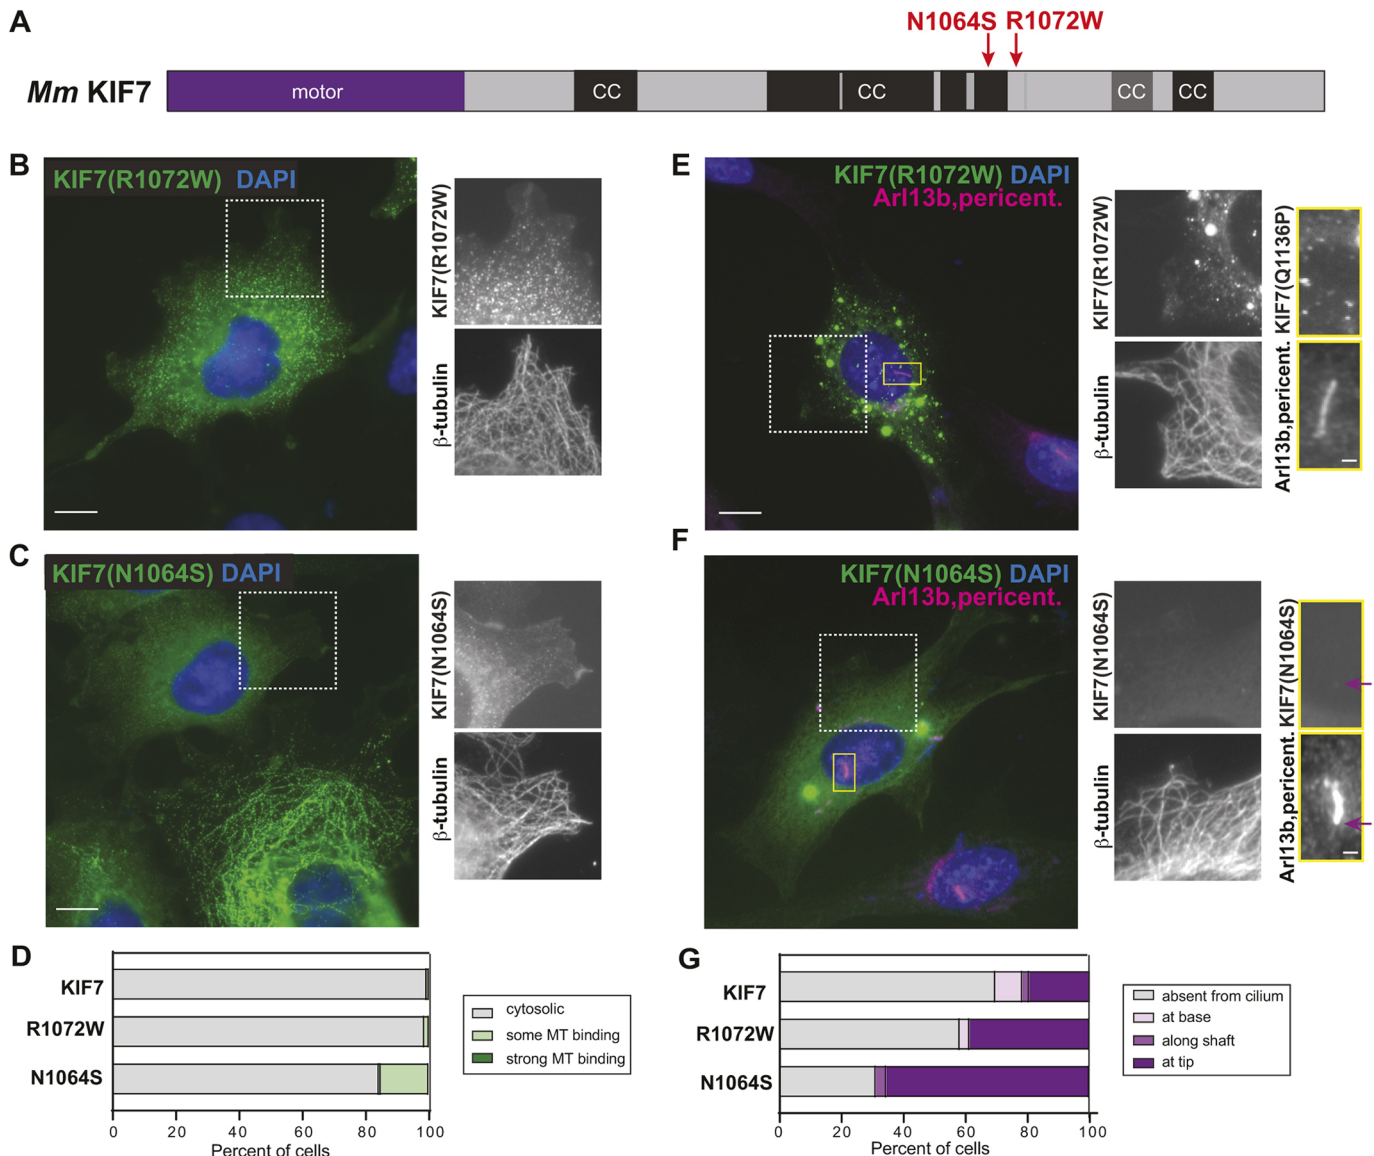 A
N1064S R1072W
Mm KIF7
motor
CC
CC
CC
CC
B
KIF7(R1072W) DAPI
KIF7(R1072W)
β-tubulin
E
KIF7(R1072W) DAPI
Arl13b,pericent.
KIF7(R1072W)
β-tubulin
KIF7(Q1136P)
Arl13b,pericent.
C
KIF7(N1064S) DAPI
KIF7(N1064S)
β-tubulin
F
KIF7(N1064S) DAPI
Arl13b,pericent.
KIF7(N1064S)
β-tubulin
KIF7(N1064S)
Arl13b,pericent.
D
KIF7
R1072W
N1064S
0 20 40 60 80 100
Percent of cells
cytosolic
some MT binding
strong MT binding
G
KIF7
R1072W
N1064S
0 20 40 60 80 100
Percent of cells
absent from cilium
at base
along shaft
at tip